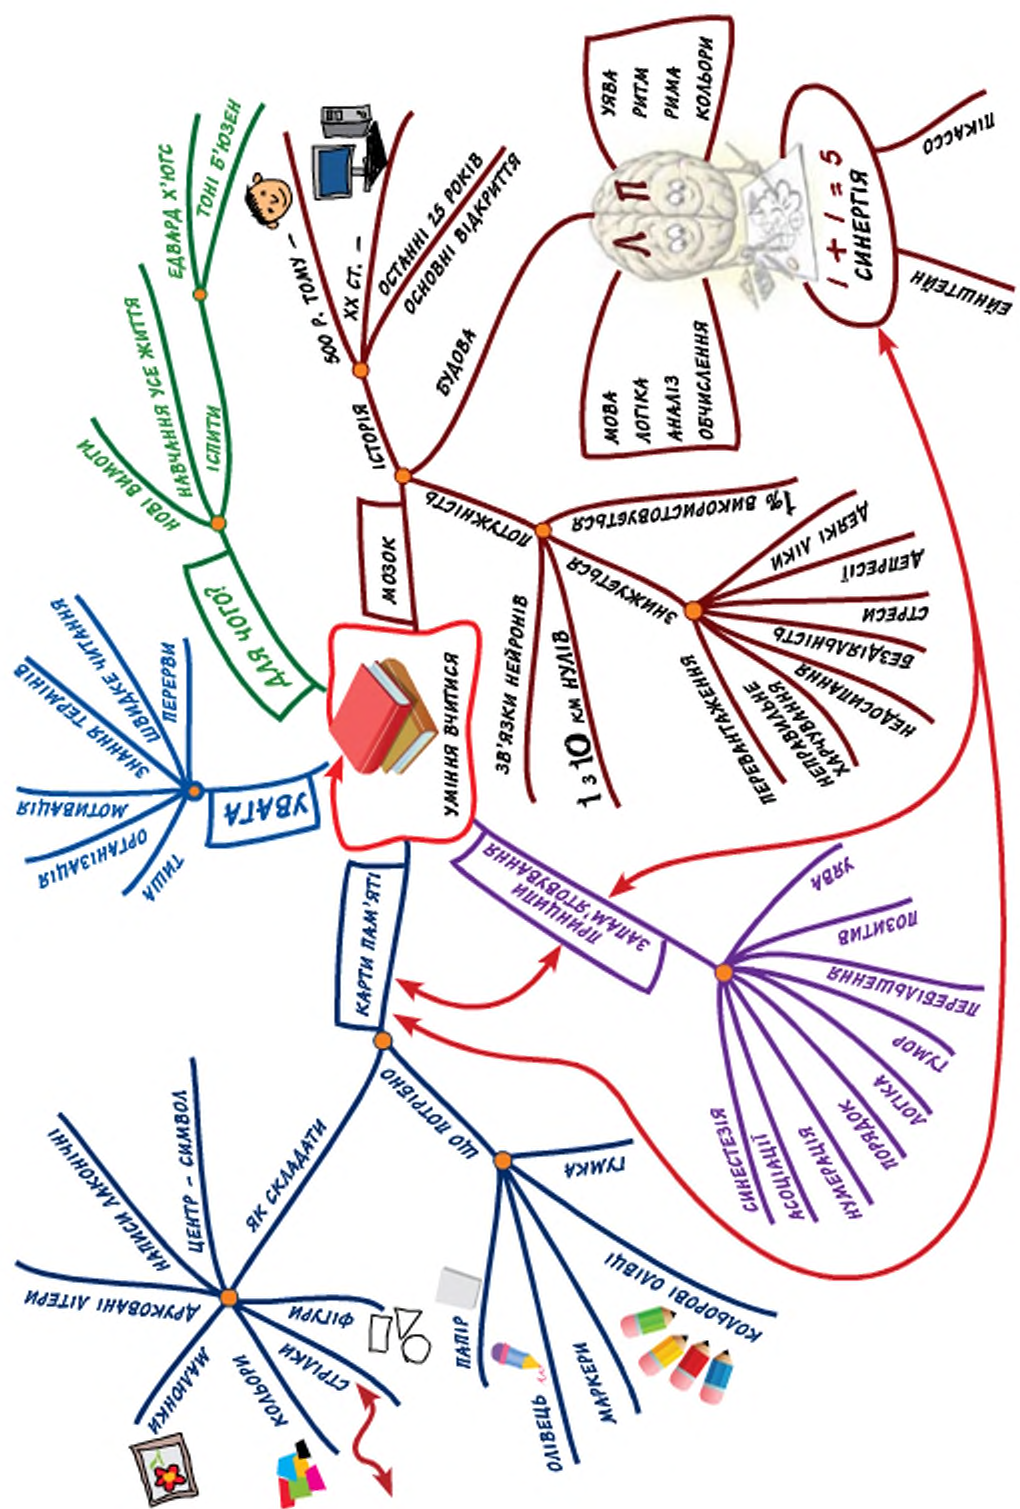 УМІННЯ ВЧИТИСЯ
МОЗОК
ІСТОРІЯ
500 Р. ТОМУ –
XX СТ. –
ОСТАННІ 15 РОКІВ
ОСНОВНІ ВІДКРИТТЯ
БУДОВА
Л П
УЯВА
РИТМ
РИМА
КОЛЬОРИ
МОВА
ЛОГІКА
АНАЛІЗ
ОБЧИСЛЕННЯ
1 + 1 = 5
СИНЕРГІЯ
ПІКАССО
ЕЙНШТЕЙН
ПОТУЖНІСТЬ
1% ВИКОРИСТОВУЄТЬСЯ
ЗНИЖУЄТЬСЯ
ДЕЯКІ ЛІКИ
ДЕПРЕСІЇ
СТРЕСИ
БЕЗДІЯЛЬНІСТЬ
НЕДОСИПАННЯ
НЕПРАВИЛЬНЕ
ХАРЧУВАННЯ
ПЕРЕВАНТАЖЕННЯ
1 З 10 КМ НУЛІВ
ЗВ'ЯЗКИ НЕЙРОНІВ
ПРИНЦИПИ
ЗАПАМ'ЯТОВУВАННЯ
УЯВА
ПОЗИТИВ
ПЕРЕБІЛЬШЕННЯ
ГУМОР
ЛОГІКА
ПОРЯДОК
НУМЕРАЦІЯ
АСОЦІАЦІЇ
СИНЕСТЕЗІЯ
КАРТИ ПАМ'ЯТІ
ЩО ПОТРІБНО
ГУМКА
КОЛЬОРОВІ ОЛІВЦІ
МАРКЕРИ
ОЛІВЕЦЬ
ПАПІР
ЯК СКЛАДАТИ
ФІГУРИ
СТРІЛКИ
КОЛЬОРИ
МАЛЮНКИ
ДРУКОВАНІ ЛІТЕРИ
НАПИСИ ЛАКОНІЧНІ
ЦЕНТР – СИМВОЛ
УВАГА
ТИША
ОРГАНІЗАЦІЯ
МОТИВАЦІЯ
ЗНАННЯ ТЕРМІНІВ
ШВИДКЕ ЧИТАННЯ
ПЕРЕРВИ
ДЛЯ ЧОГО?
НОВІ ВИМОГИ
НАВЧАННЯ УСЕ ЖИТТЯ
ІСПИТИ
ЕДВАРД Х'ЮГС
ТОНІ Б'ЮЗЕН